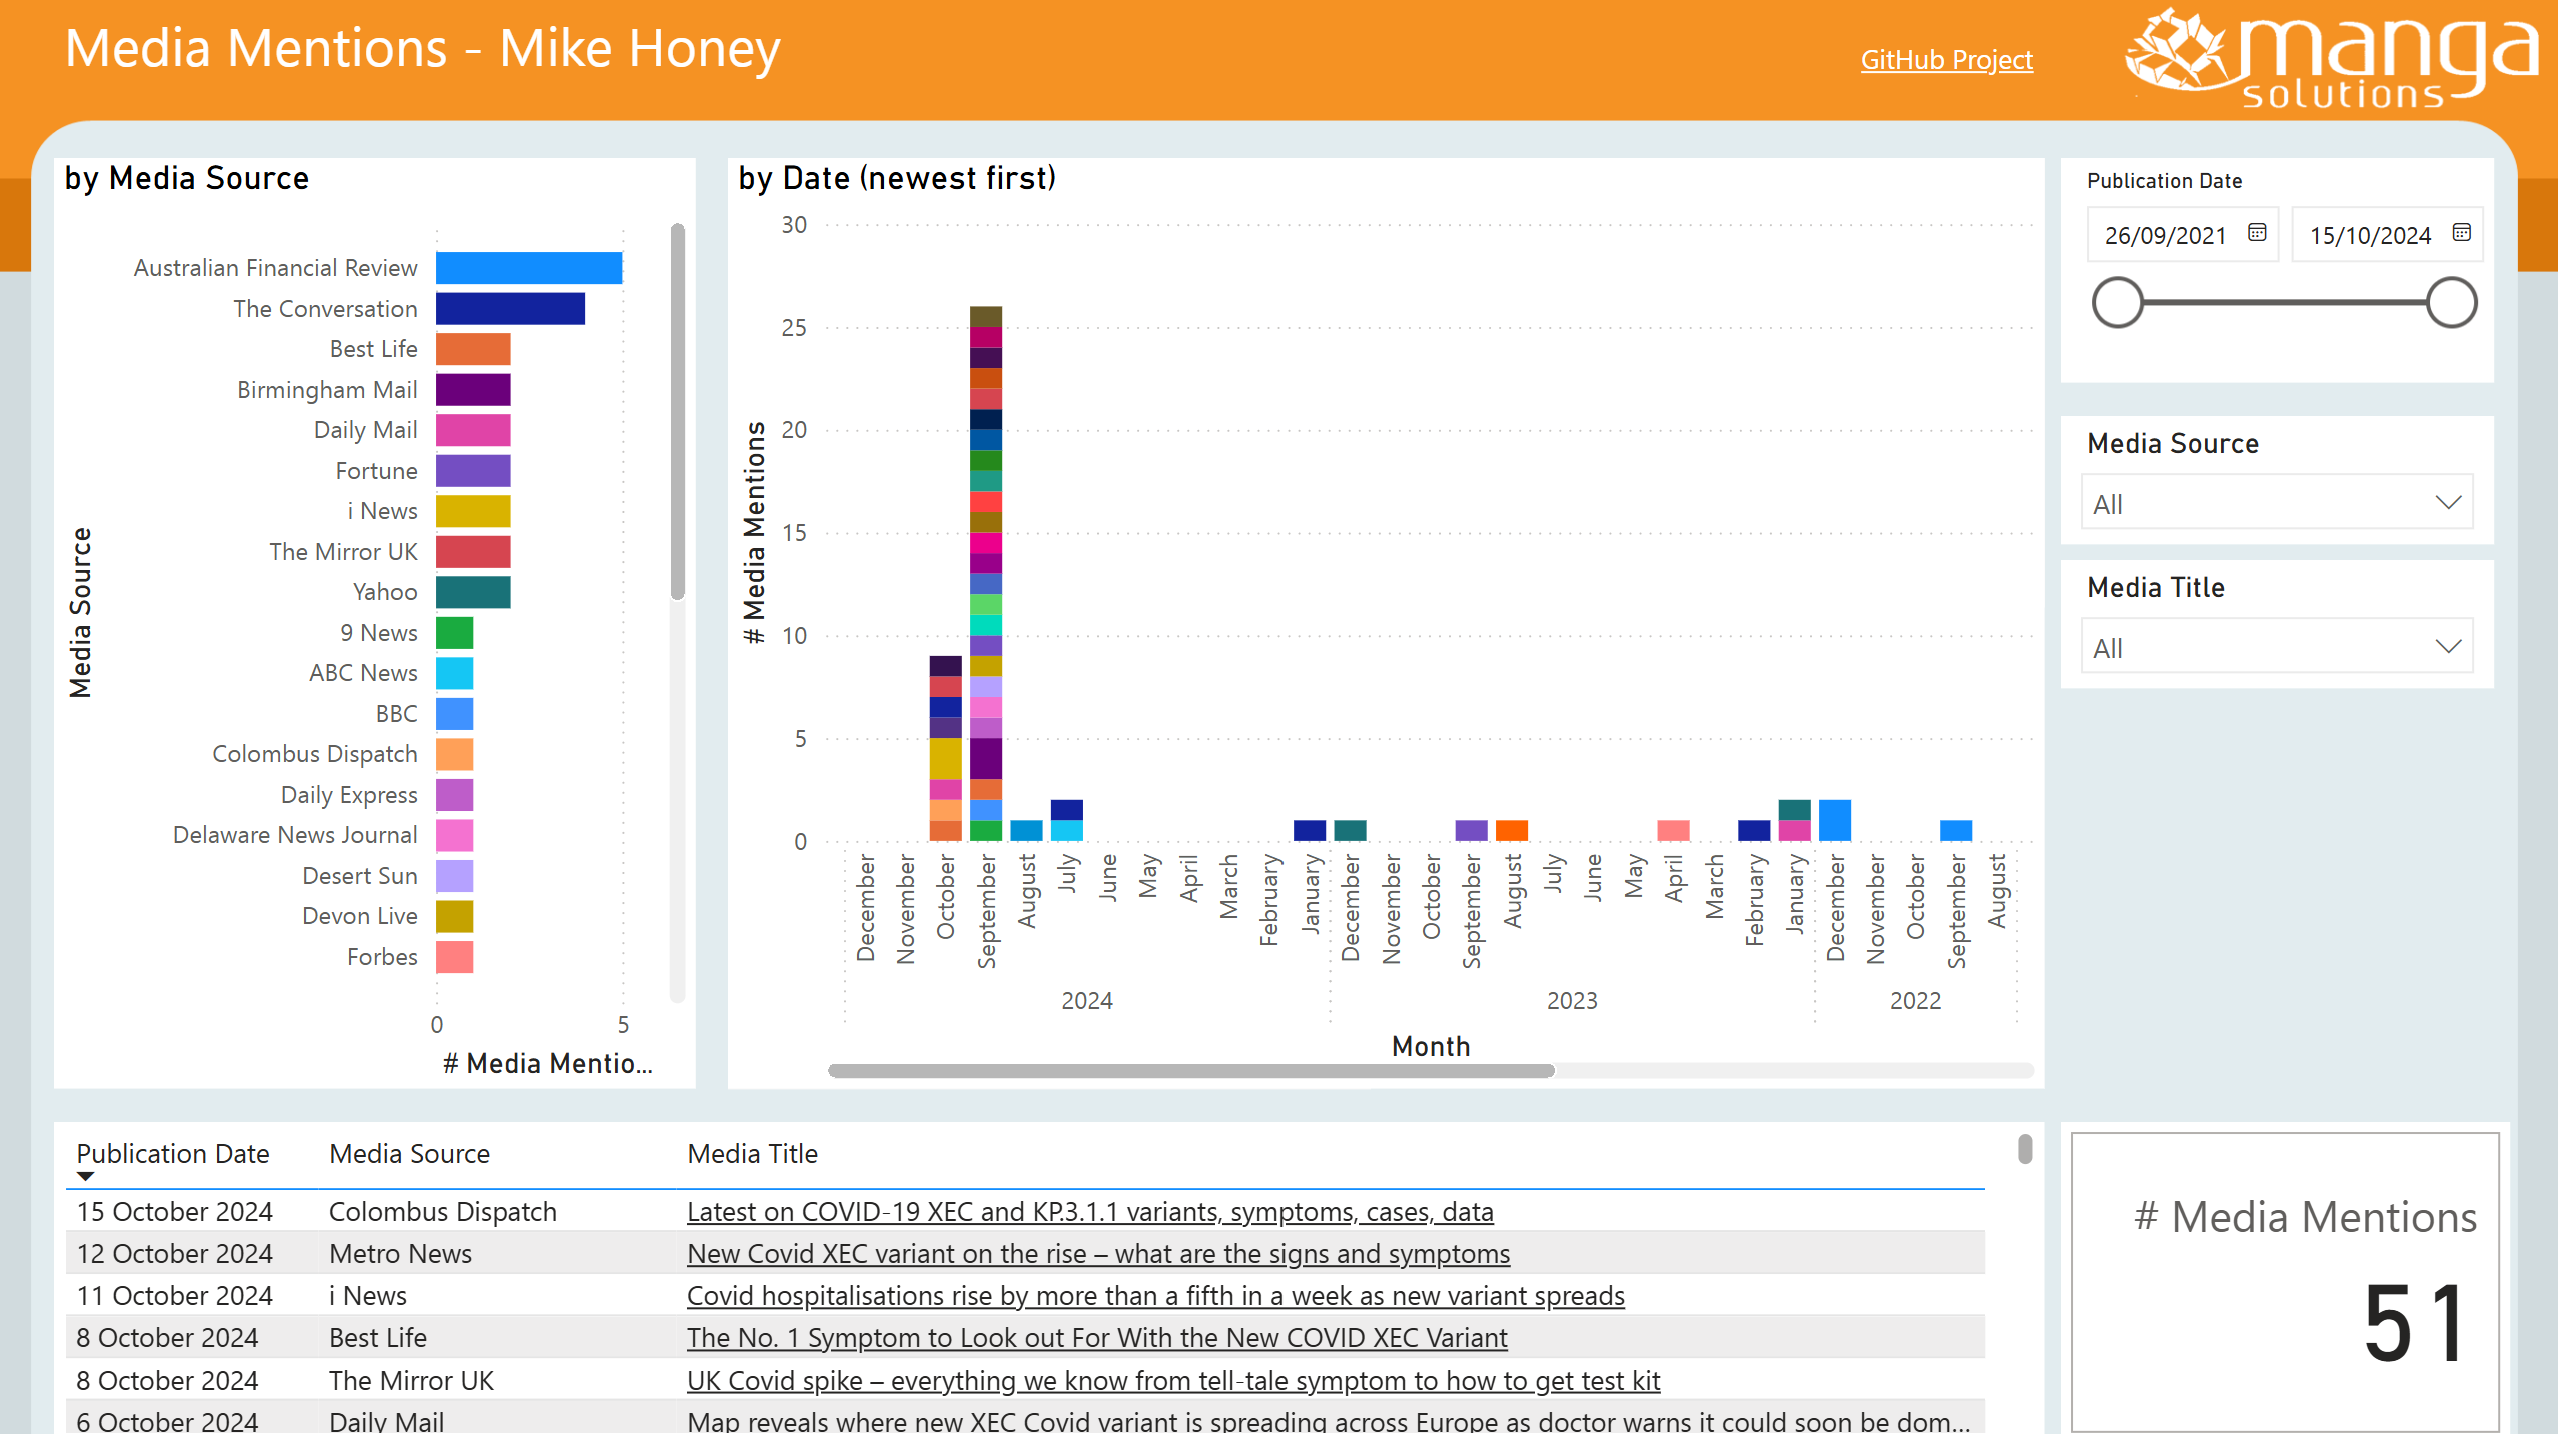 Media Mentions - Mike Honey
GitHub Project
manga
solutions
by Media Source
Media Source
Australian Financial Review
The Conversation
Best Life
Birmingham Mail
Daily Mail
Fortune
i News
The Mirror UK
Yahoo
9 News
ABC News
BBC
Colombus Dispatch
Daily Express
Delaware News Journal
Desert Sun
Devon Live
Forbes
0 5
# Media Mentio...
by Date (newest first)
# Media Mentions
30
25
20
15
10
5
0
December November October September August July June May April March February January December November October September August July June May April March February January December November October September August
2024 2023 2022
Month
Publication Date
26/09/2021 15/10/2024
Media Source
All
Media Title
All
Publication Date Media Source Media Title
15 October 2024 Colombus Dispatch Latest on COVID-19 XEC and KP.3.1.1 variants, symptoms, cases, data
12 October 2024 Metro News New Covid XEC variant on the rise – what are the signs and symptoms
11 October 2024 i News Covid hospitalisations rise by more than a fifth in a week as new variant spreads
8 October 2024 Best Life The No. 1 Symptom to Look out For With the New COVID XEC Variant
8 October 2024 The Mirror UK UK Covid spike – everything we know from tell-tale symptom to how to get test kit
6 October 2024 Daily Mail Map reveals where new XEC Covid variant is spreading across Europe as doctor warns it could soon be dom...
# Media Mentions
51